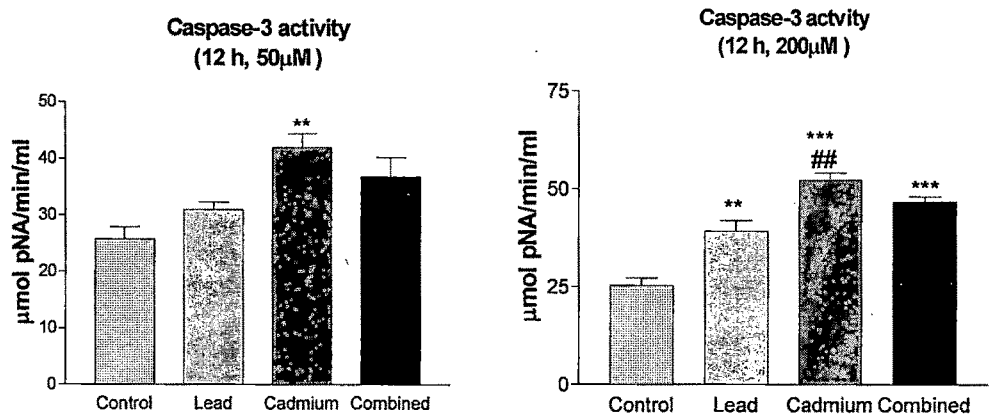 Caspase-3 activity
(12 h, 50μM )
μmol pNA/min/ml
50
40
30
20
10
0
**
Control Lead Cadmium Combined
Caspase-3 actvity
(12 h, 200μM )
μmol pNA/min/ml
75
50
25
0
**
***
##
***
Control Lead Cadmium Combined